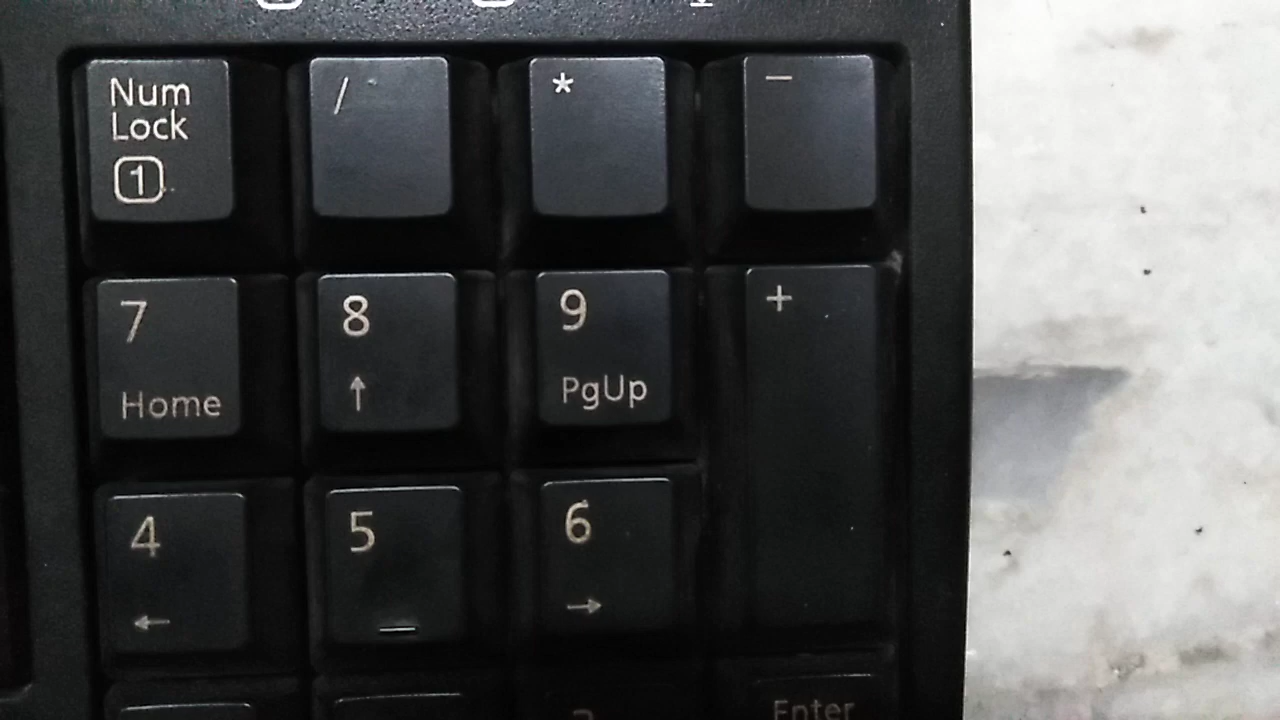 Num
Lock
1
/
*
−
7
Home
8
↑
9
PgUp
+
4
←
5
6
→
Enter